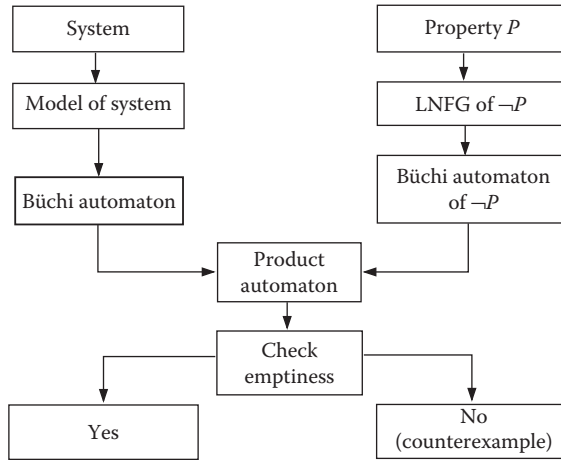 System
Property P
Model of system
LNFG of ¬P
Büchi automaton
Büchi automaton
of ¬P
Product
automaton
Check
emptiness
Yes
No
(counterexample)